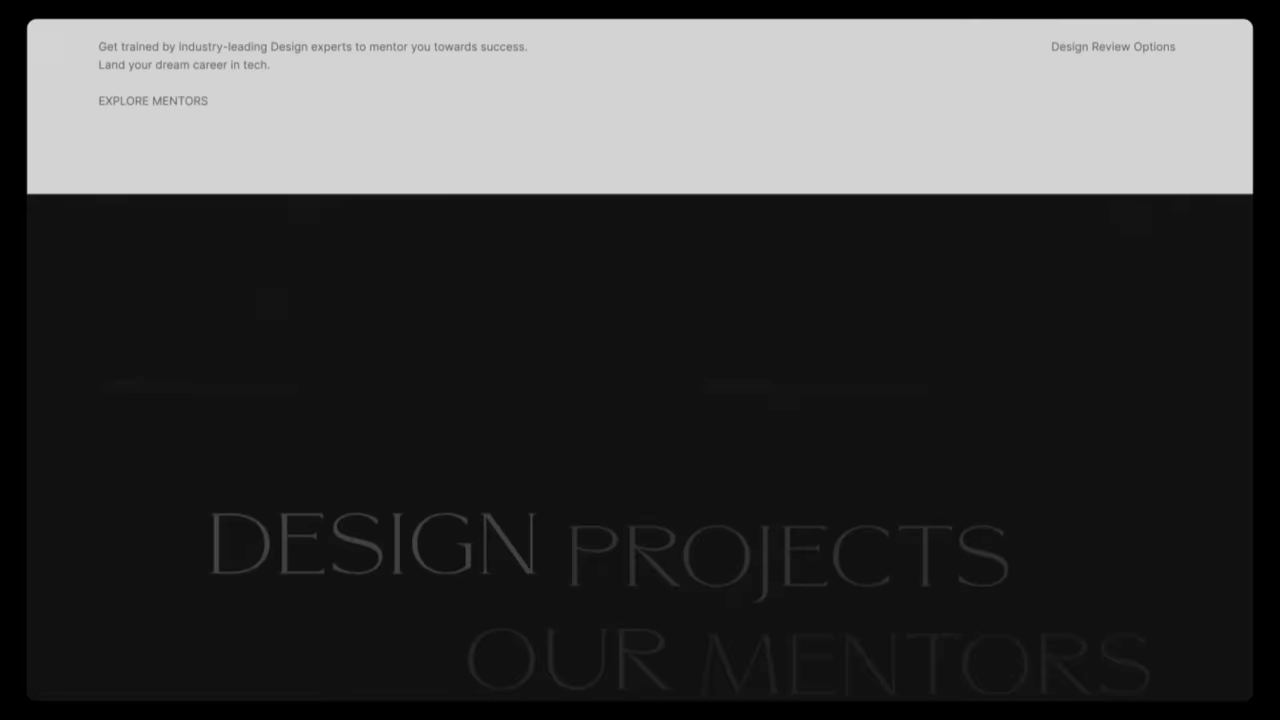 Get trained by industry-leading Design experts to mentor you towards success.
Land your dream career in tech.
EXPLORE MENTORS
Design Review Options
DESIGN PROJECTS
OUR MENTORS